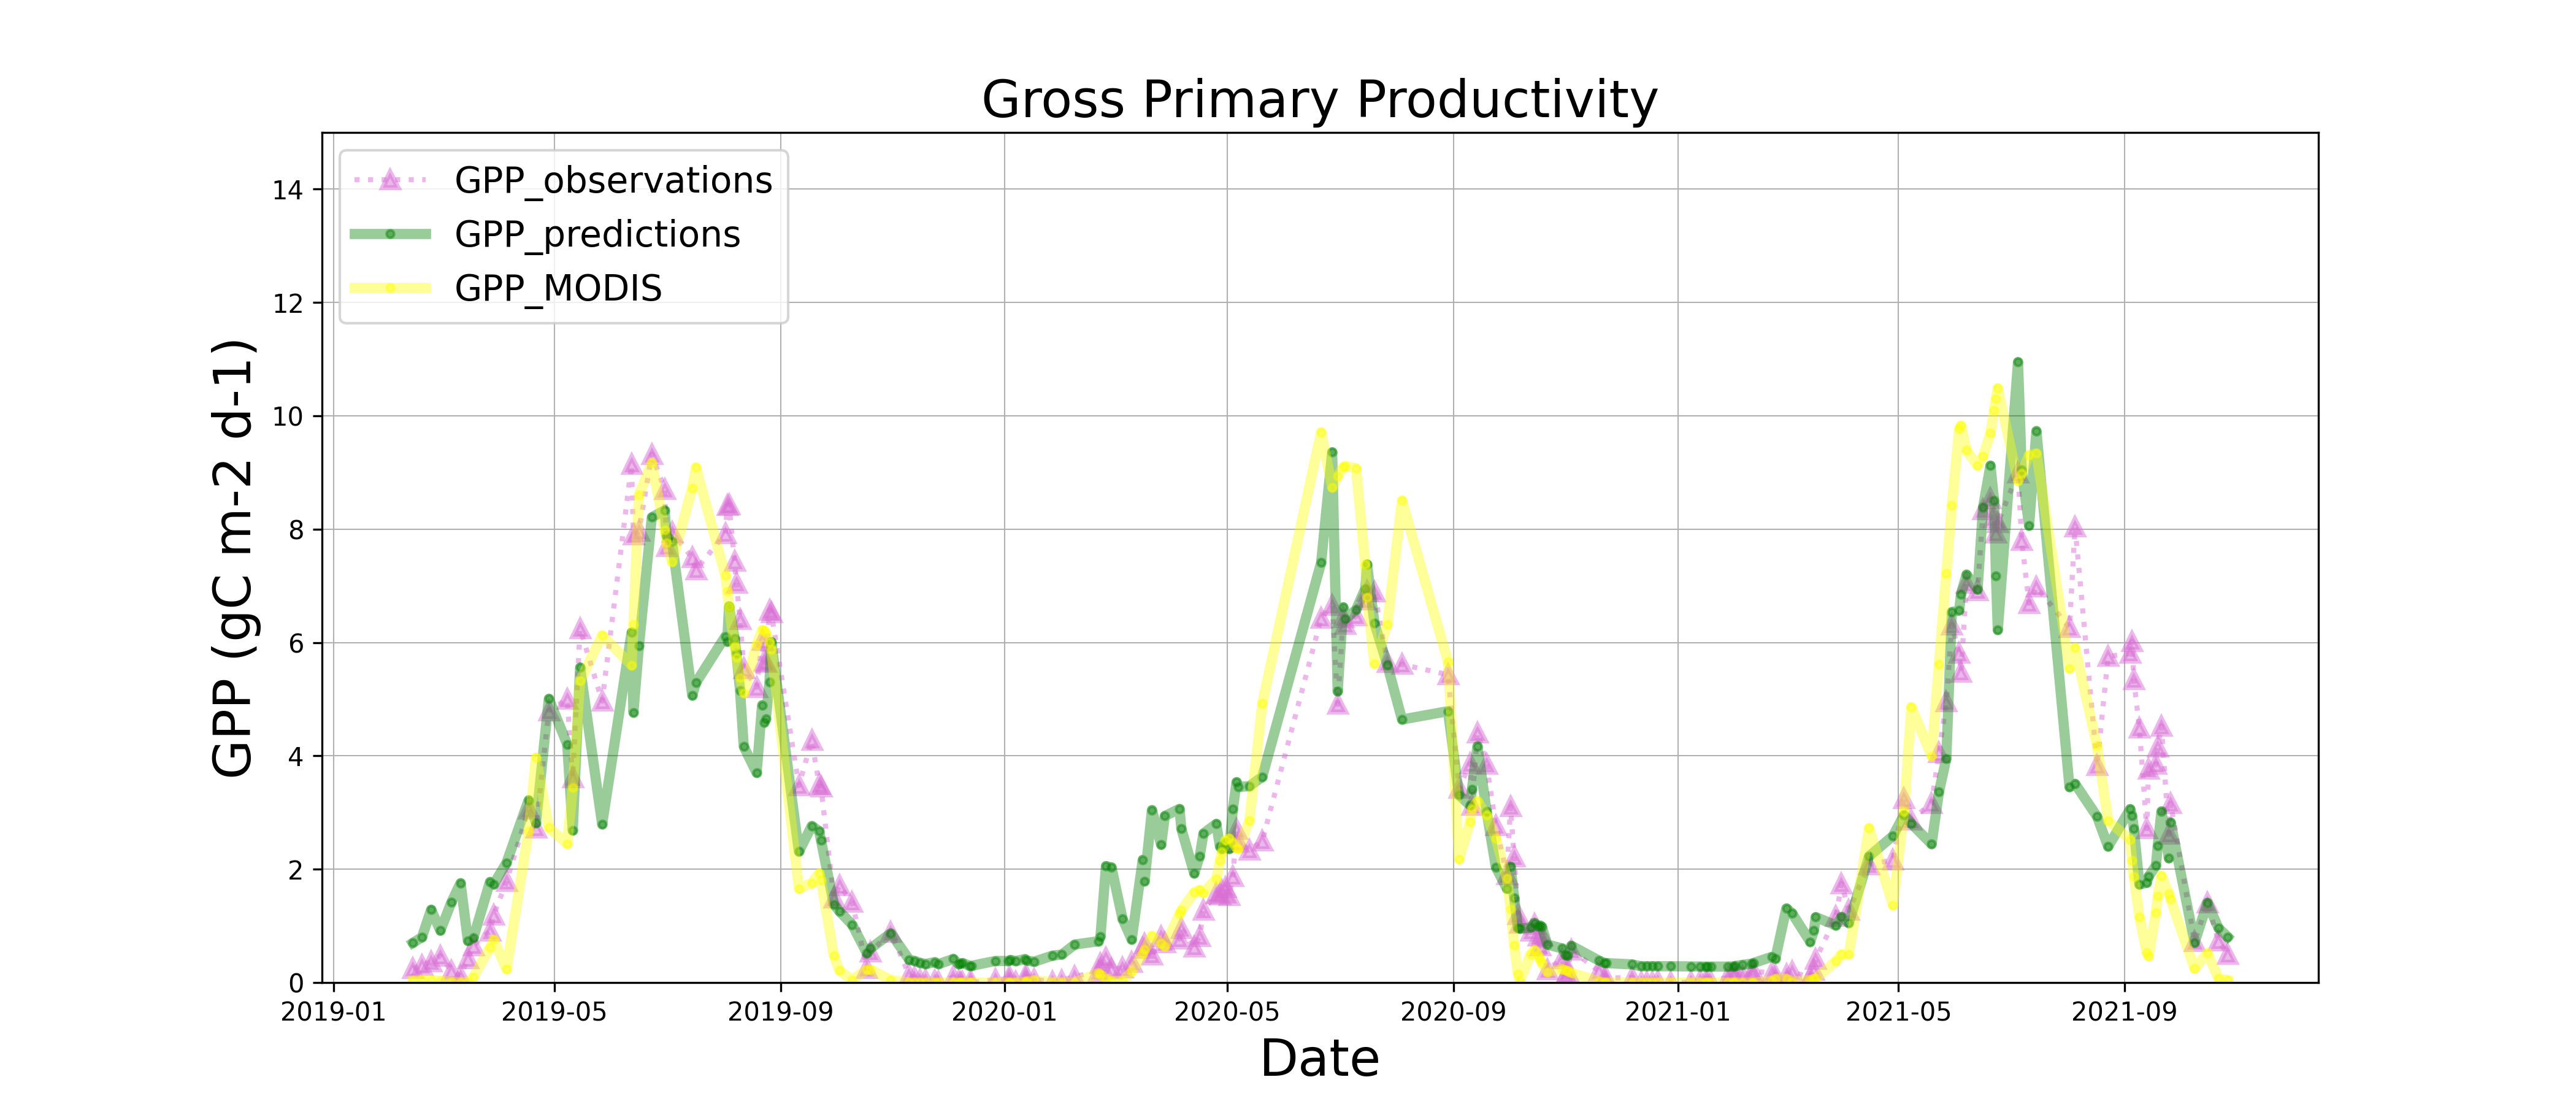 Gross Primary Productivity
GPP_observations
GPP_predictions
GPP_MODIS
GPP (gC m-2 d-1)
14
12
10
8
6
4
2
0
2019-01 2019-05 2019-09 2020-01 2020-05 2020-09 2021-01 2021-05 2021-09
Date